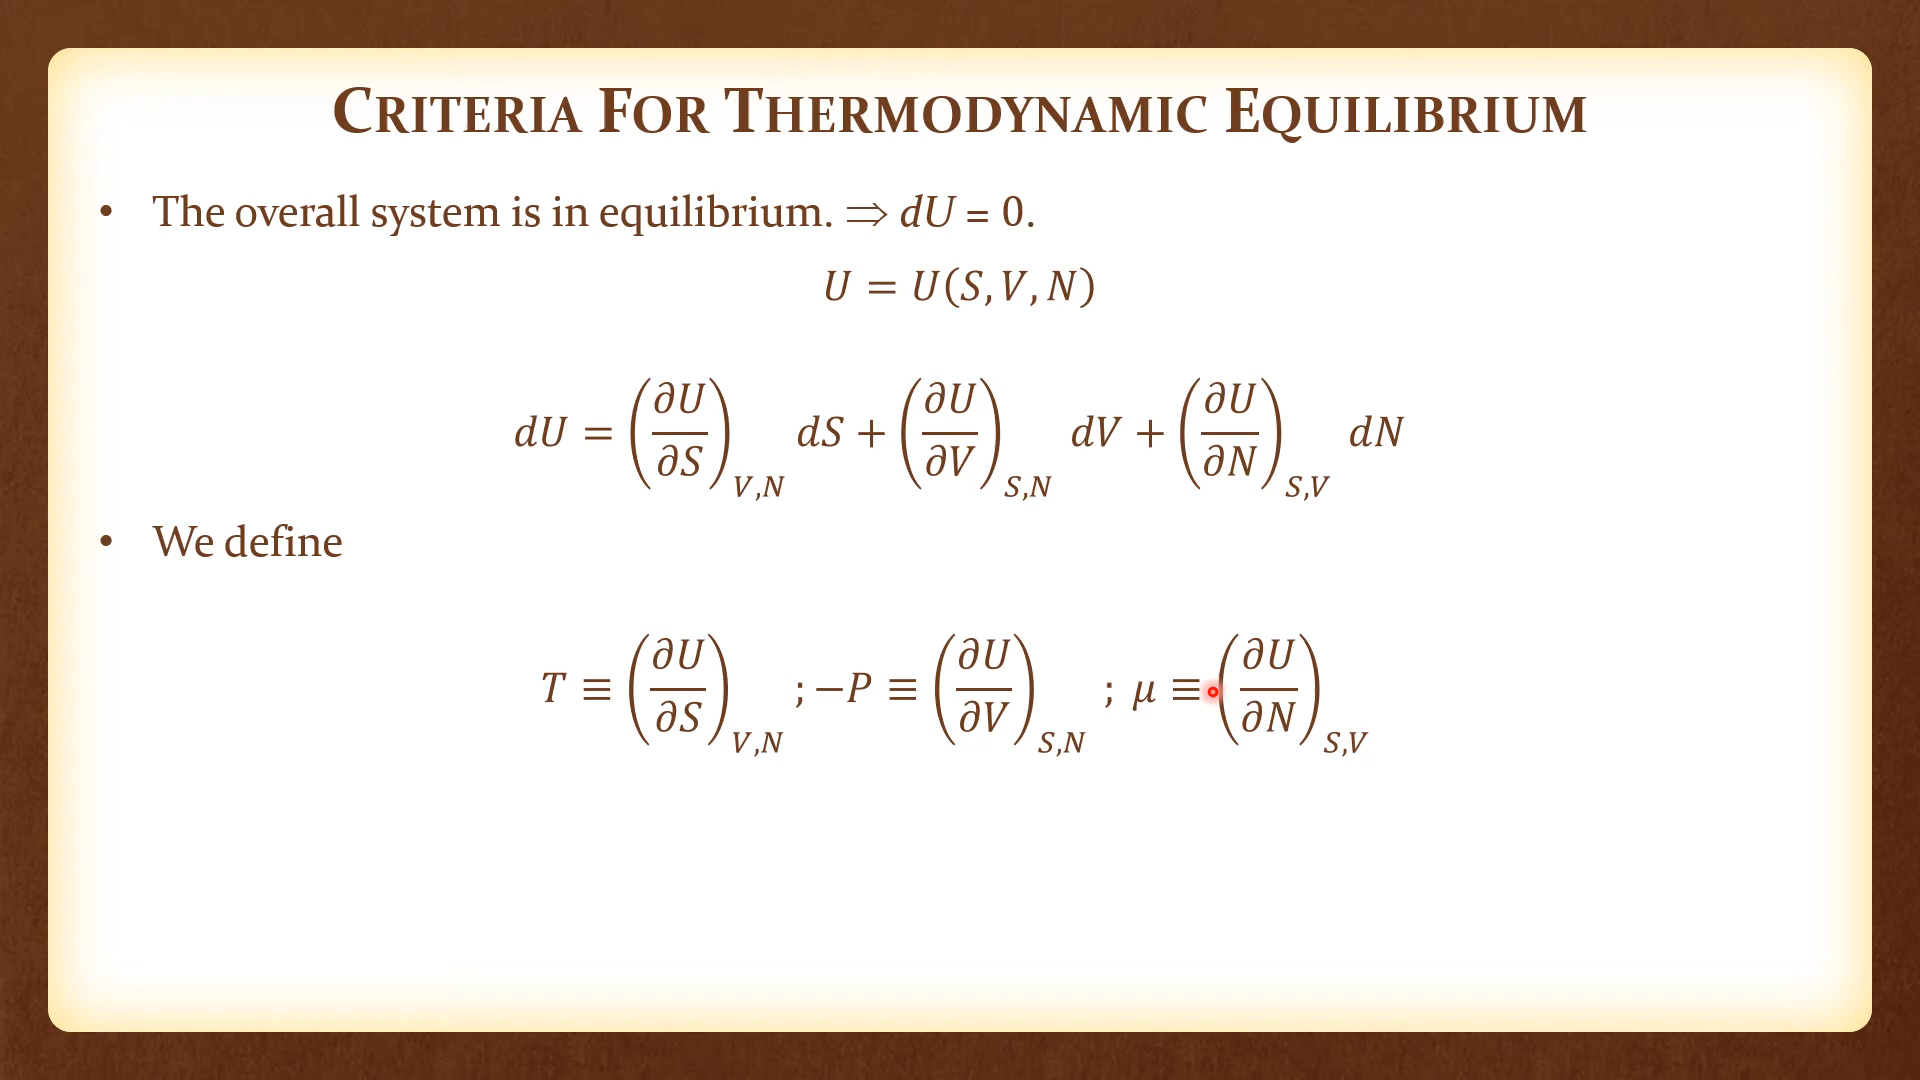 CRITERIA FOR THERMODYNAMIC EQUILIBRIUM
• The overall system is in equilibrium. ⇒ dU = 0.
U = U(S, V, N)
dU = (∂U/∂S)_{V,N} dS + (∂U/∂V)_{S,N} dV + (∂U/∂N)_{S,V} dN
• We define
T ≡ (∂U/∂S)_{V,N} ; −P ≡ (∂U/∂V)_{S,N} ; μ ≡ (∂U/∂N)_{S,V}